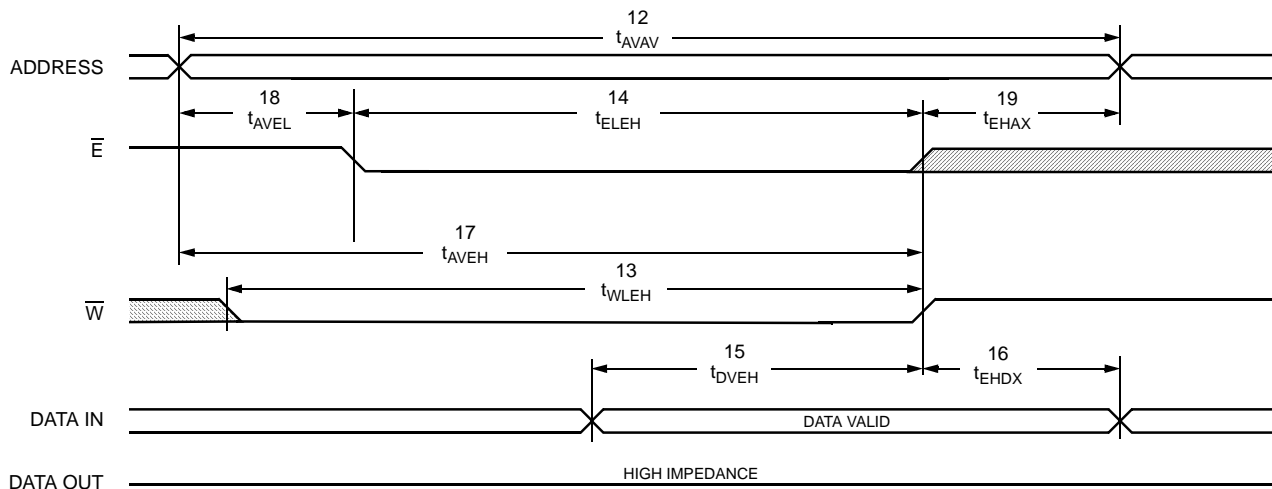 12
tAVAV
ADDRESS
18
tAVEL
14
tELEH
19
tEHAX
E
17
tAVEH
13
tWLEH
W
15
tDVEH
16
tEHDX
DATA IN
DATA VALID
DATA OUT
HIGH IMPEDANCE